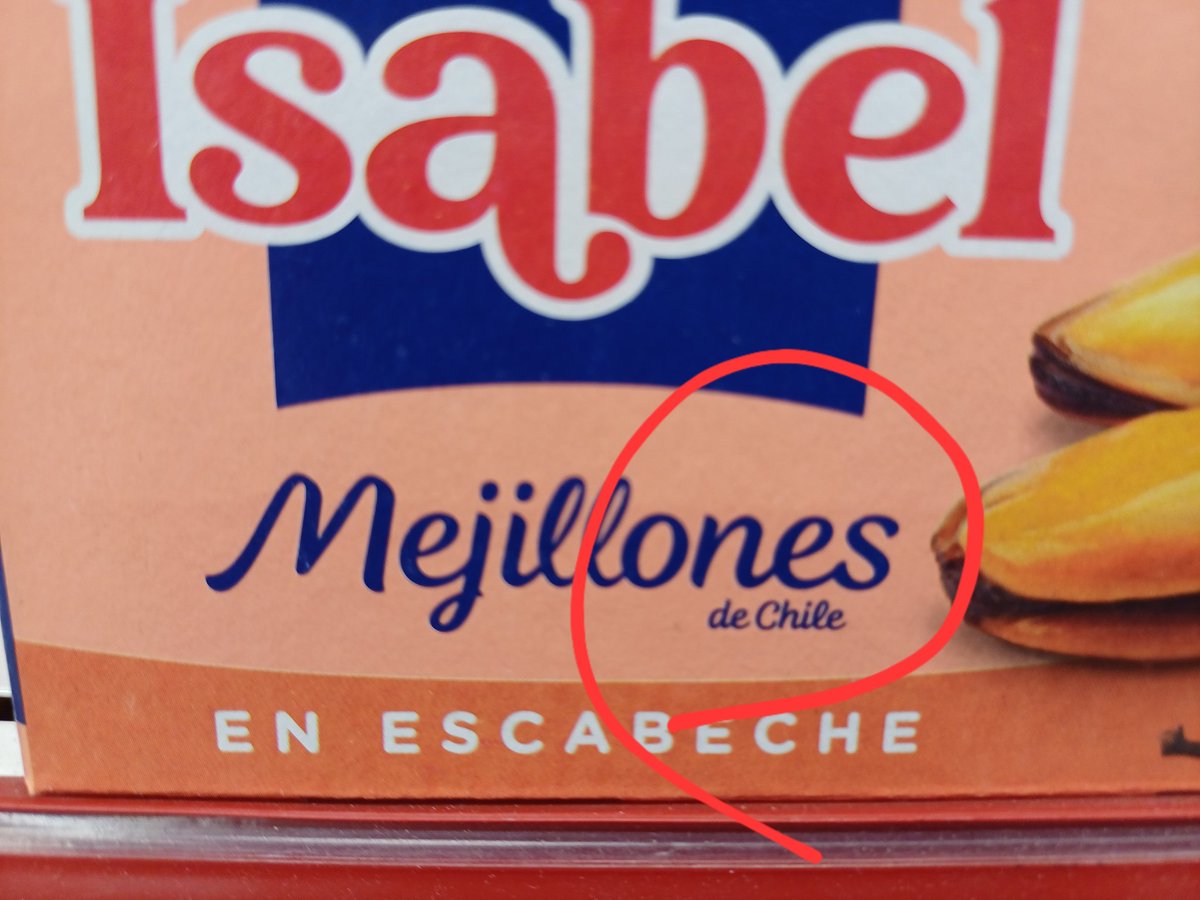 Isabel
Mejillones
de Chile
EN ESCABECHE